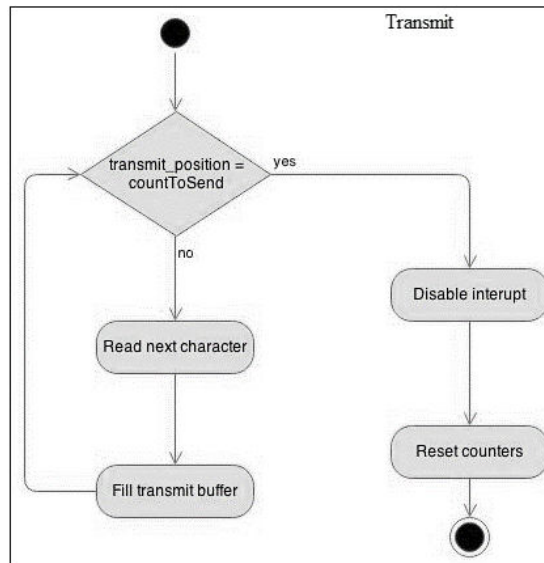 Transmit
transmit_position =
countToSend
yes
no
Disable interupt
Read next character
Reset counters
Fill transmit buffer